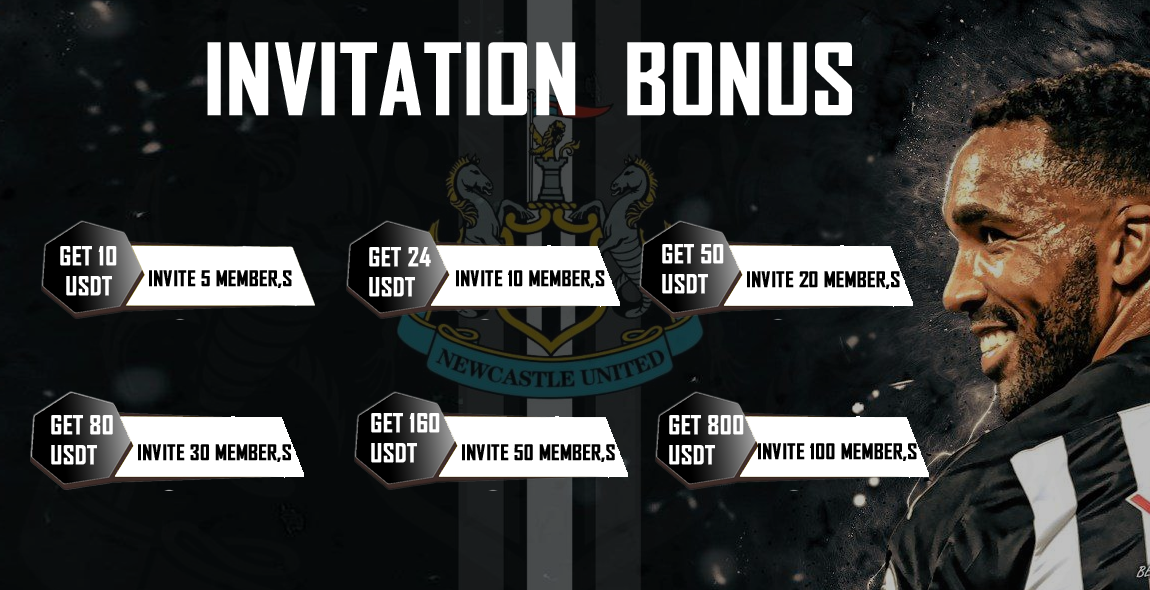 INVITATION BONUS
GET 10
USDT
INVITE 5 MEMBER,S
GET 24
USDT
INVITE 10 MEMBER,S
GET 50
USDT
INVITE 20 MEMBER,S
NEWCASTLE UNITED
GET 80
USDT
INVITE 30 MEMBER,S
GET 160
USDT
INVITE 50 MEMBER,S
GET 800
USDT
INVITE 100 MEMBER,S